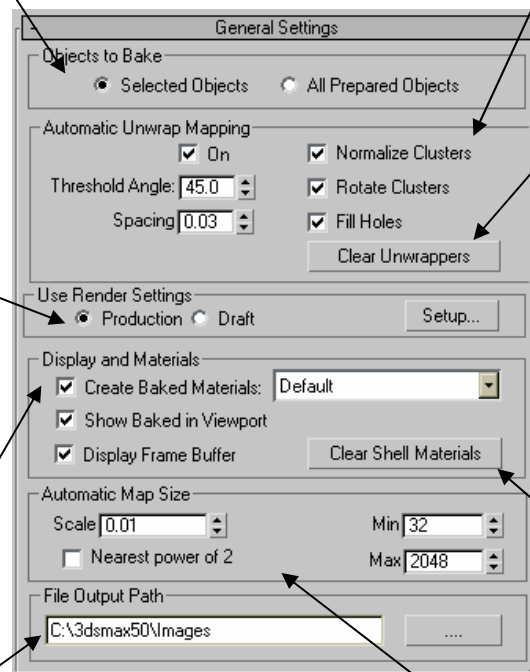 - General Settings
Objects to Bake
Selected Objects All Prepared Objects
Automatic Unwrap Mapping
On Normalize Clusters
Threshold Angle: 45.0 Rotate Clusters
Spacing 0.03 Fill Holes
Clear Unwrappers
Use Render Settings
Production Draft Setup...
Display and Materials
Create Baked Materials: Default
Show Baked in Viewport
Display Frame Buffer Clear Shell Materials
Automatic Map Size
Scale 0.01 Min 32
Nearest power of 2 Max 2048
File Output Path
C:\3dsmax50\Images ....